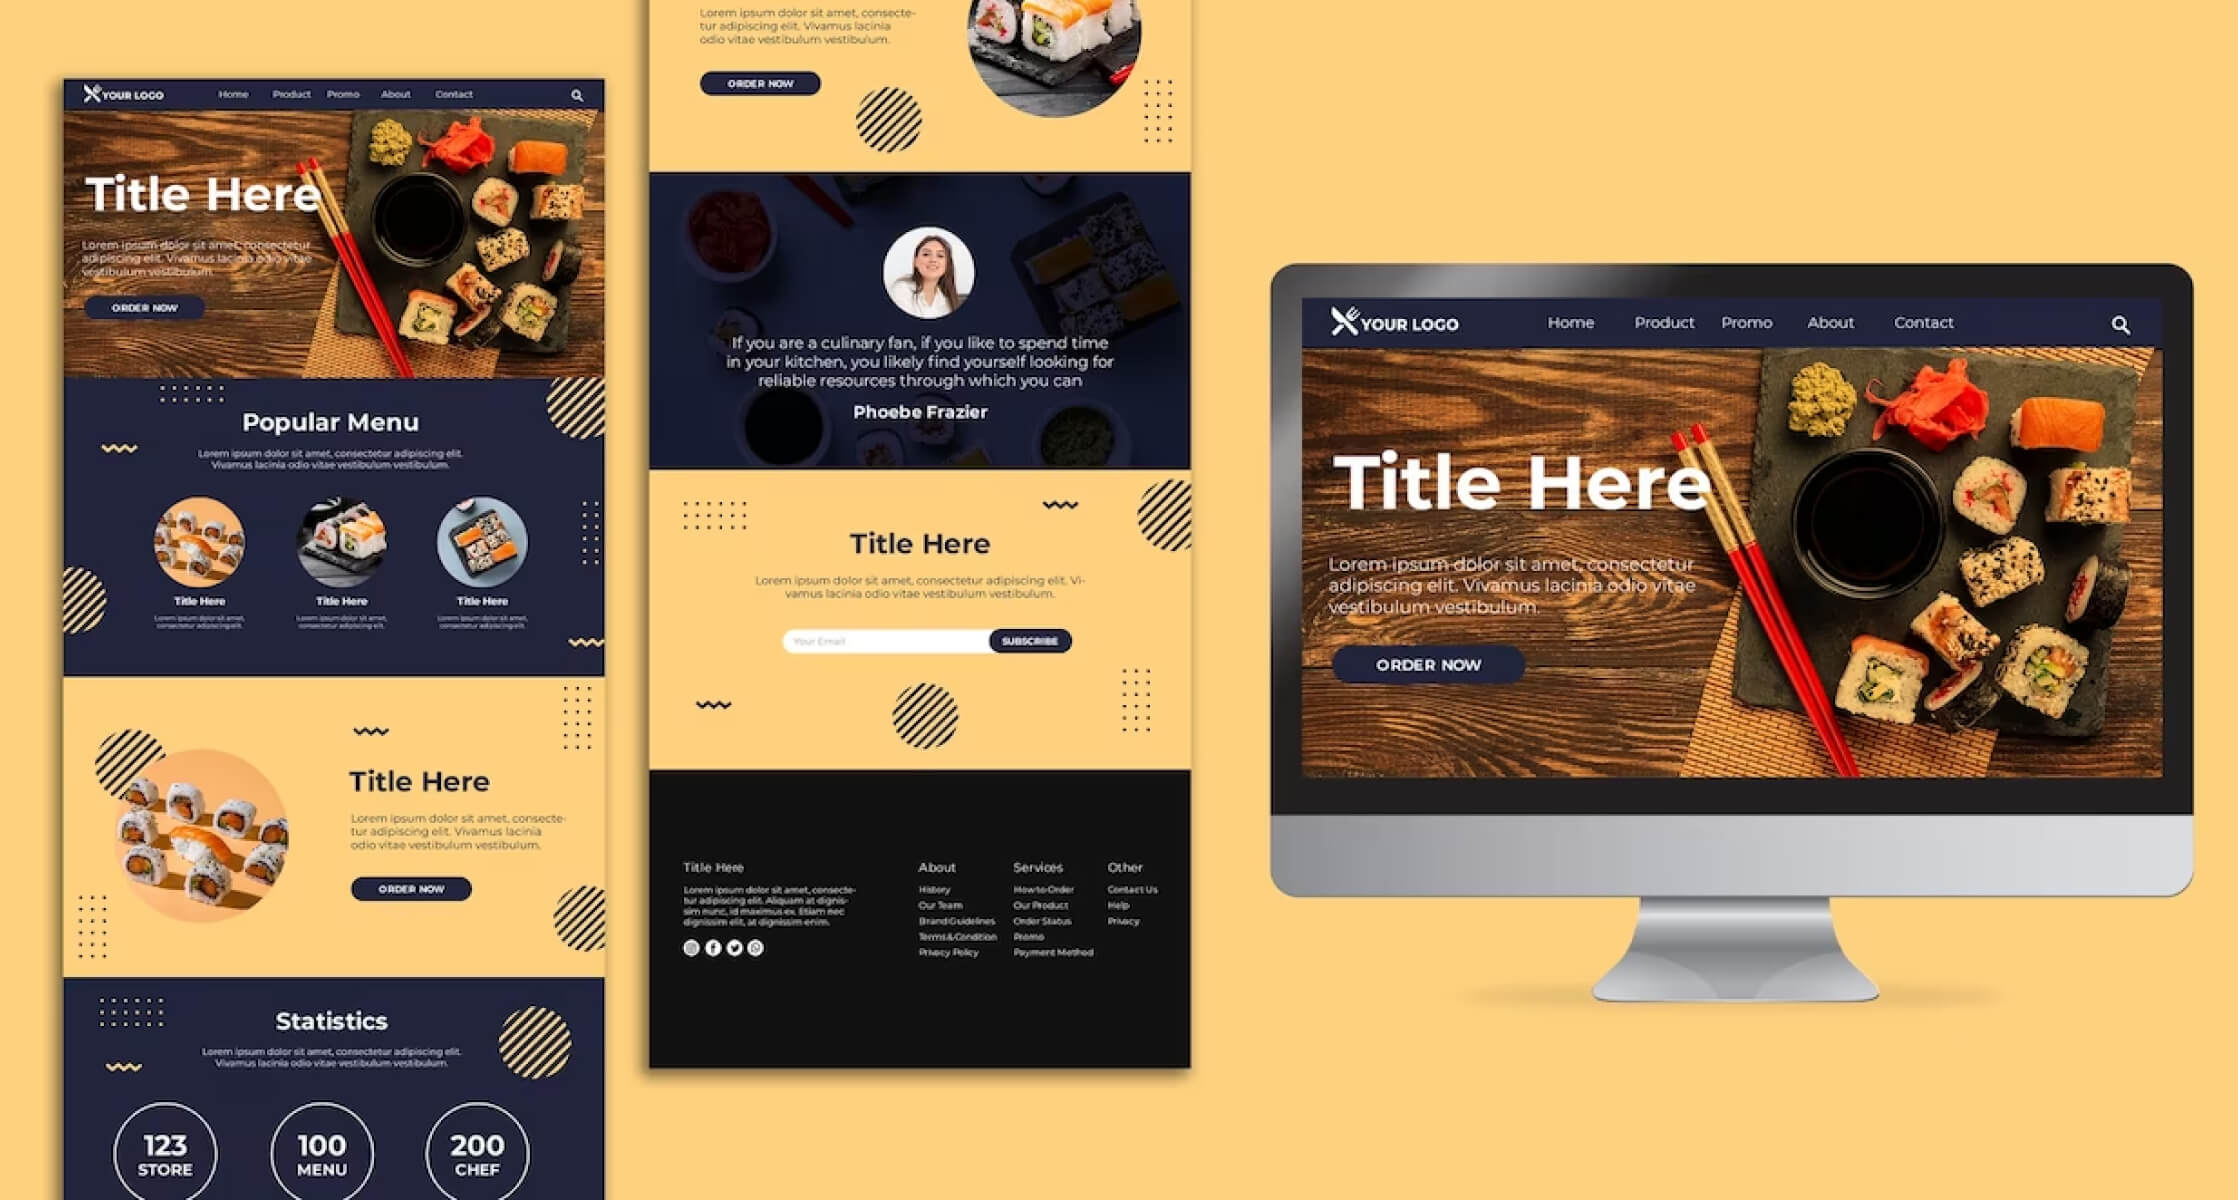 YOUR LOGO
Home Product Promo About Contact
Title Here
Lorem ipsum dolor sit amet, consectetur
adipiscing elit. Vivamus lacinia odio vitae
vestibulum vestibulum.
ORDER NOW
Popular Menu
Lorem ipsum dolor sit amet, consectetur adipiscing elit.
Vivamus lacinia odio vitae vestibulum vestibulum.
Title Here
Lorem ipsum dolor sit amet,
consectetur adipiscing elit.
Title Here
Lorem ipsum dolor sit amet,
consectetur adipiscing elit.
Title Here
Lorem ipsum dolor sit amet,
consectetur adipiscing elit.
Title Here
Lorem ipsum dolor sit amet, consecte-
tur adipiscing elit. Vivamus lacinia
odio vitae vestibulum vestibulum.
ORDER NOW
Statistics
Lorem ipsum dolor sit amet, consectetur adipiscing elit.
Vivamus lacinia odio vitae vestibulum vestibulum.
123
STORE
100
MENU
200
CHEF
Lorem ipsum dolor sit amet, consecte-
tur adipiscing elit. Vivamus lacinia
odio vitae vestibulum vestibulum.
ORDER NOW
If you are a culinary fan, if you like to spend time
in your kitchen, you likely find yourself looking for
reliable resources through which you can
Phoebe Frazier
Title Here
Lorem ipsum dolor sit amet, consectetur adipiscing elit. Vi-
vamus lacinia odio vitae vestibulum vestibulum.
Your Email
SUBSCRIBE
Title Here
Lorem ipsum dolor sit amet, consecte-
tur adipiscing elit. Aliquam at dignis-
sim nunc, id maximus ex. Etiam nec
dignissim elit, at dignissim enim.
About
History
Our Team
Brand Guidelines
Terms & Condition
Privacy Policy
Services
How to Order
Our Product
Order Status
Promo
Payment Method
Other
Contact Us
Help
Privacy
YOUR LOGO
Home Product Promo About Contact
Title Here
Lorem ipsum dolor sit amet, consectetur
adipiscing elit. Vivamus lacinia odio vitae
vestibulum vestibulum.
ORDER NOW